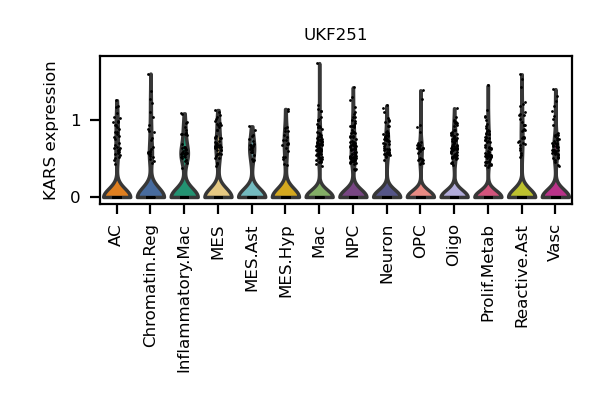 UKF251
KARS expression
1
0
AC
Chromatin.Reg
Inflammatory.Mac
MES
MES.Ast
MES.Hyp
Mac
NPC
Neuron
OPC
Oligo
Prolif.Metab
Reactive.Ast
Vasc